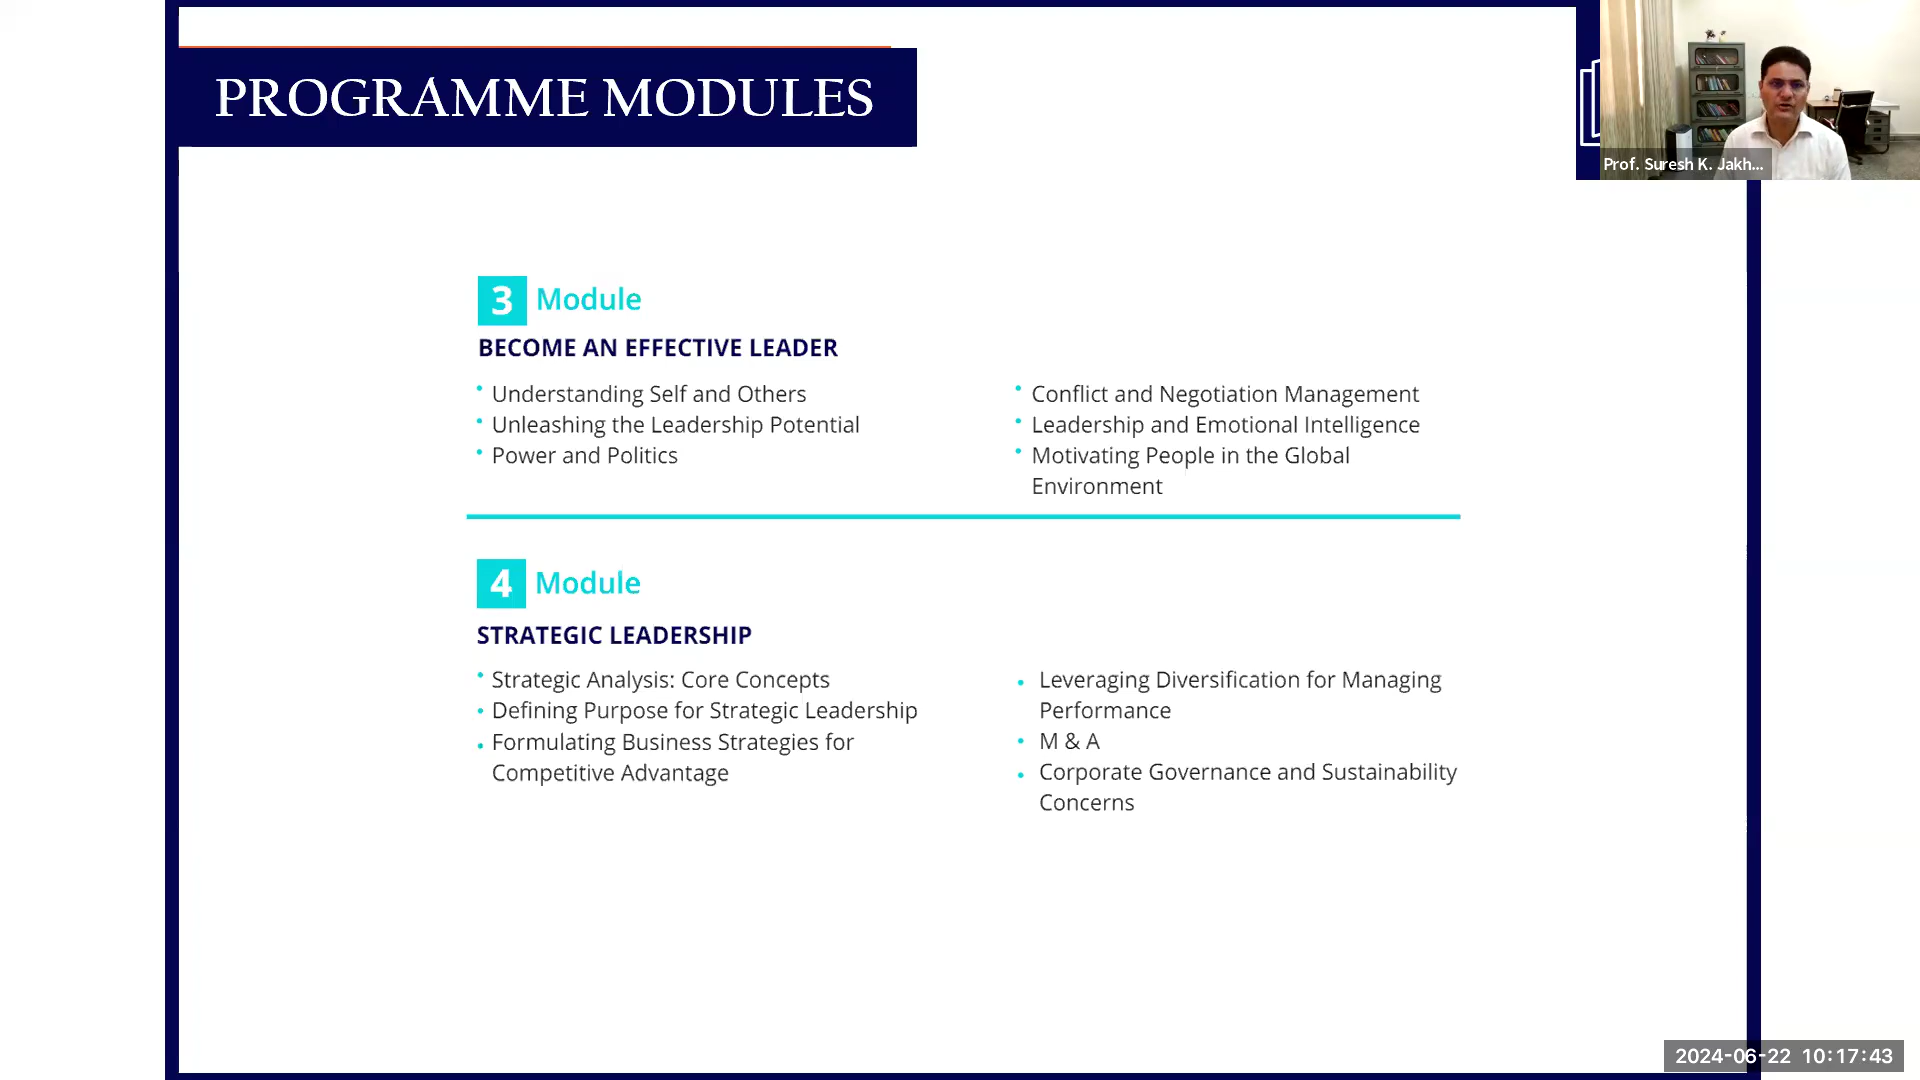 PROGRAMME MODULES
Prof. Suresh K. Jakh...
3 Module
BECOME AN EFFECTIVE LEADER
• Understanding Self and Others
• Unleashing the Leadership Potential
• Power and Politics
• Conflict and Negotiation Management
• Leadership and Emotional Intelligence
• Motivating People in the Global
Environment
4 Module
STRATEGIC LEADERSHIP
• Strategic Analysis: Core Concepts
• Defining Purpose for Strategic Leadership
• Formulating Business Strategies for
Competitive Advantage
• Leveraging Diversification for Managing
Performance
• M & A
• Corporate Governance and Sustainability
Concerns
2024-06-22 10:17:43